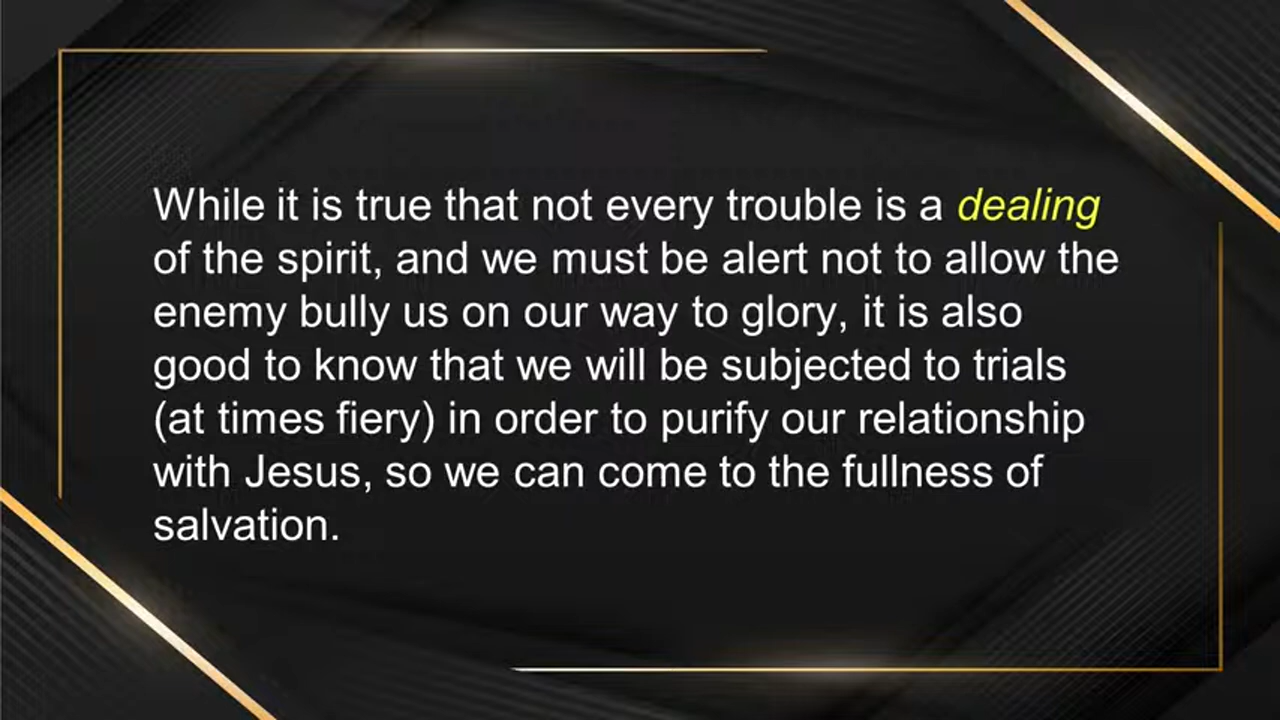 While it is true that not every trouble is a dealing
of the spirit, and we must be alert not to allow the
enemy bully us on our way to glory, it is also
good to know that we will be subjected to trials
(at times fiery) in order to purify our relationship
with Jesus, so we can come to the fullness of
salvation.